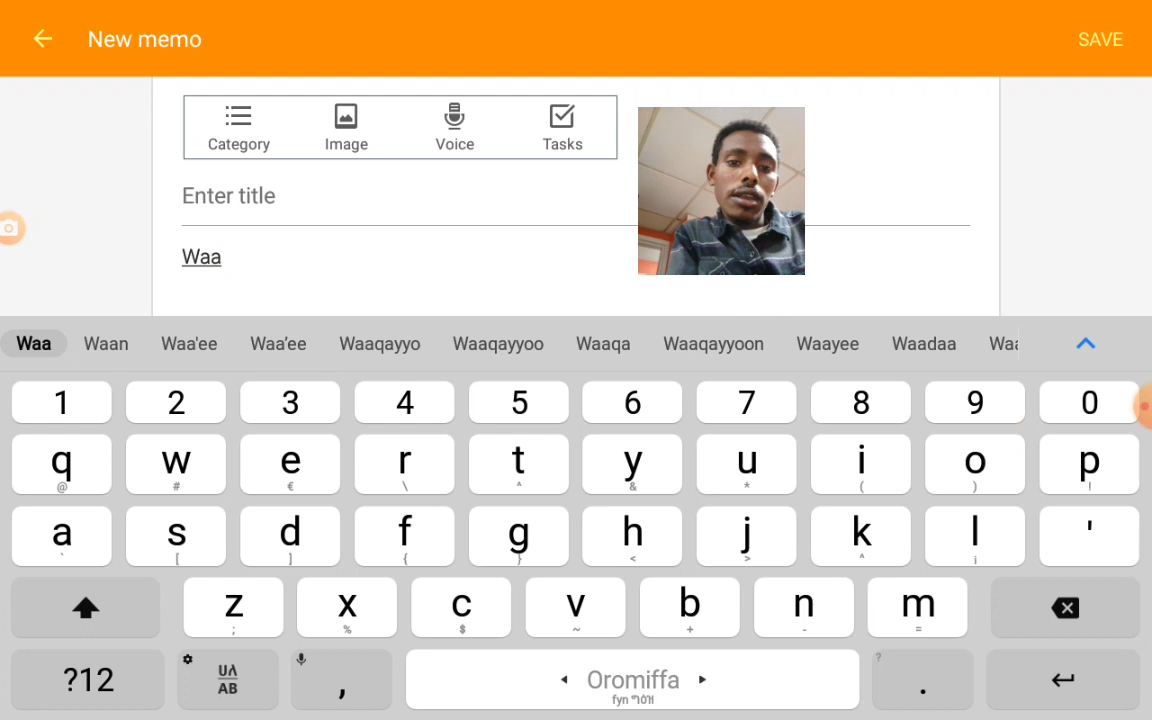 New memo SAVE
Category Image Voice Tasks
Enter title
Waa
Waa Waan Waa'ee Waa’ee Waaqayyo Waaqayyoo Waaqa Waaqayyoon Waayee Waadaa
1 2 3 4 5 6 7 8 9 0
q w e r t y u i o p
@ # € \ ^ & * ( ) !
a s d f g h j k l '
` [ ] { } < > ^ ¡
z x c v b n m
; % $ ~ + - =
?12 , Oromiffa . ?
AB